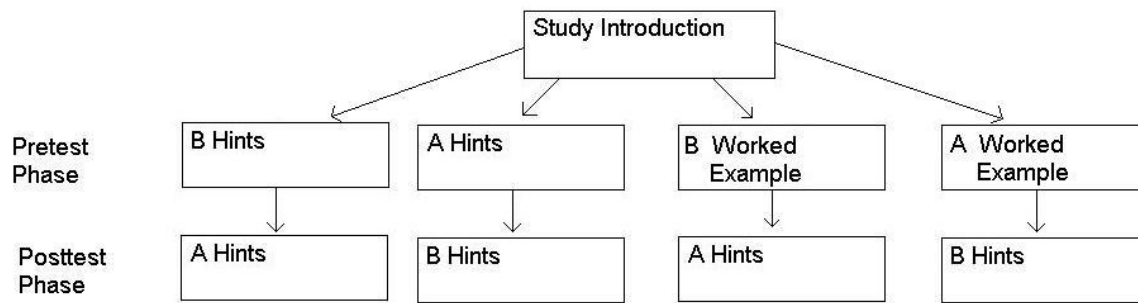 Study Introduction
Pretest
Phase
B Hints
A Hints
B Worked
Example
A Worked
Example
Posttest
Phase
A Hints
B Hints
A Hints
B Hints